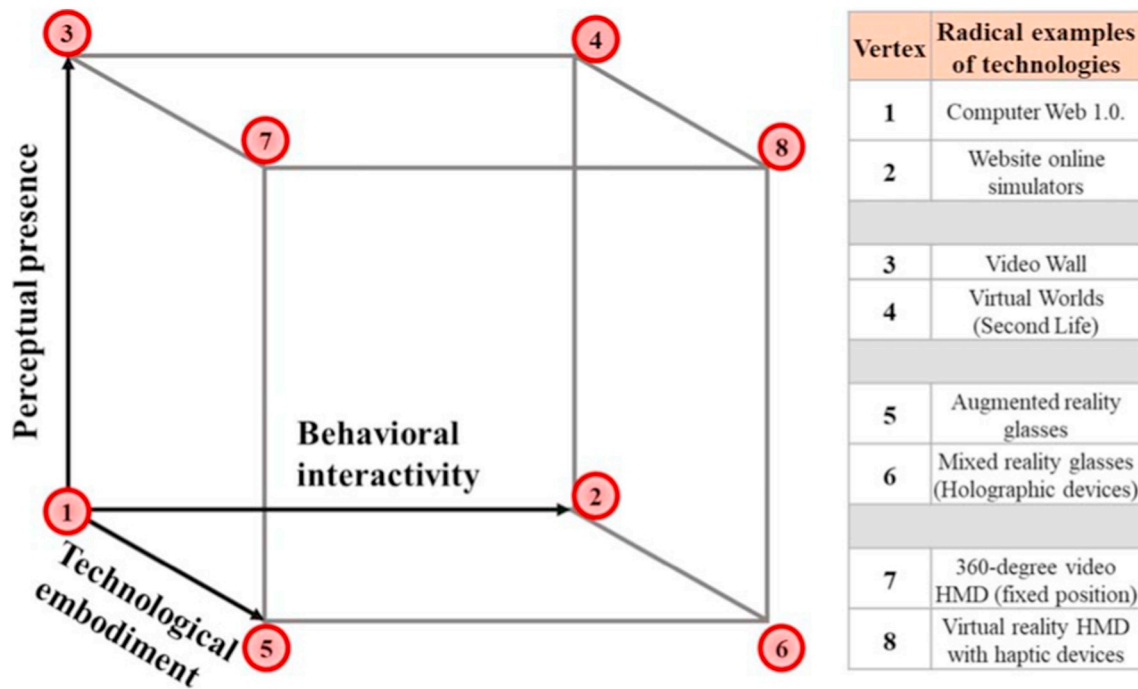 3
4
7
8
Perceptual presence
Behavioral
interactivity
1
2
Technological
embodiment
5
6
Vertex
Radical examples
of technologies
1
Computer Web 1.0.
2
Website online
simulators
3
Video Wall
4
Virtual Worlds
(Second Life)
5
Augmented reality
glasses
6
Mixed reality glasses
(Holographic devices)
7
360-degree video
HMD (fixed position)
8
Virtual reality HMD
with haptic devices